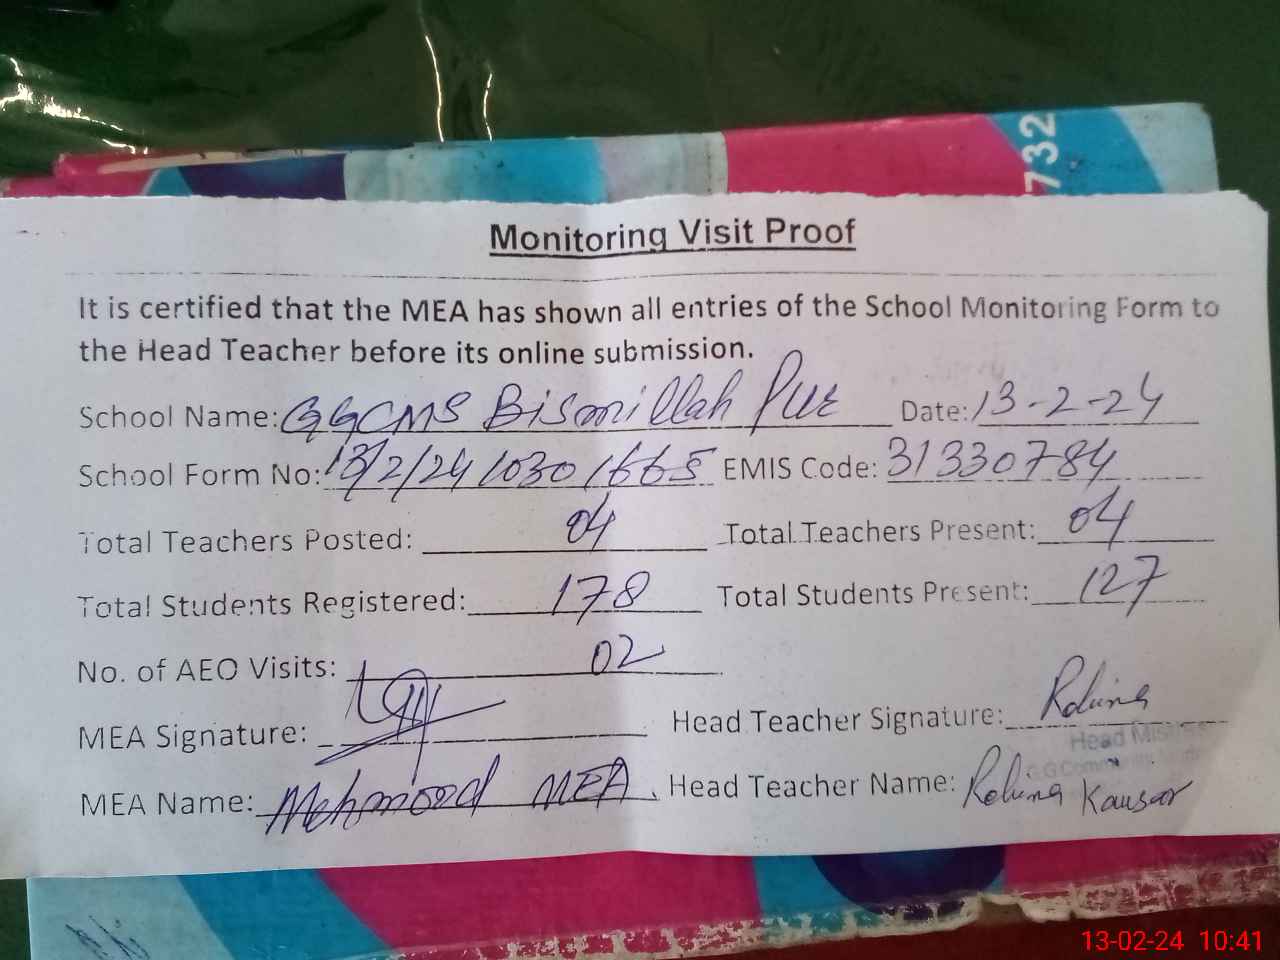 732
Monitoring Visit Proof
It is certified that the MEA has shown all entries of the School Monitoring Form to
the Head Teacher before its online submission.
School Name: GGCMS Bismillah Pur Date: 13-2-24
School Form No: 13/2/24 1030 1665 EMIS Code: 31330784
Total Teachers Posted: 04 Total Teachers Present: 04
Total Students Registered: 178 Total Students Present: 127
No. of AEO Visits: 02
MEA Signature: Head Teacher Signature: Robina
Head Mistress
MEA Name: Mehmood MEA Head Teacher Name: Robina Kausar
13-02-24 10:41